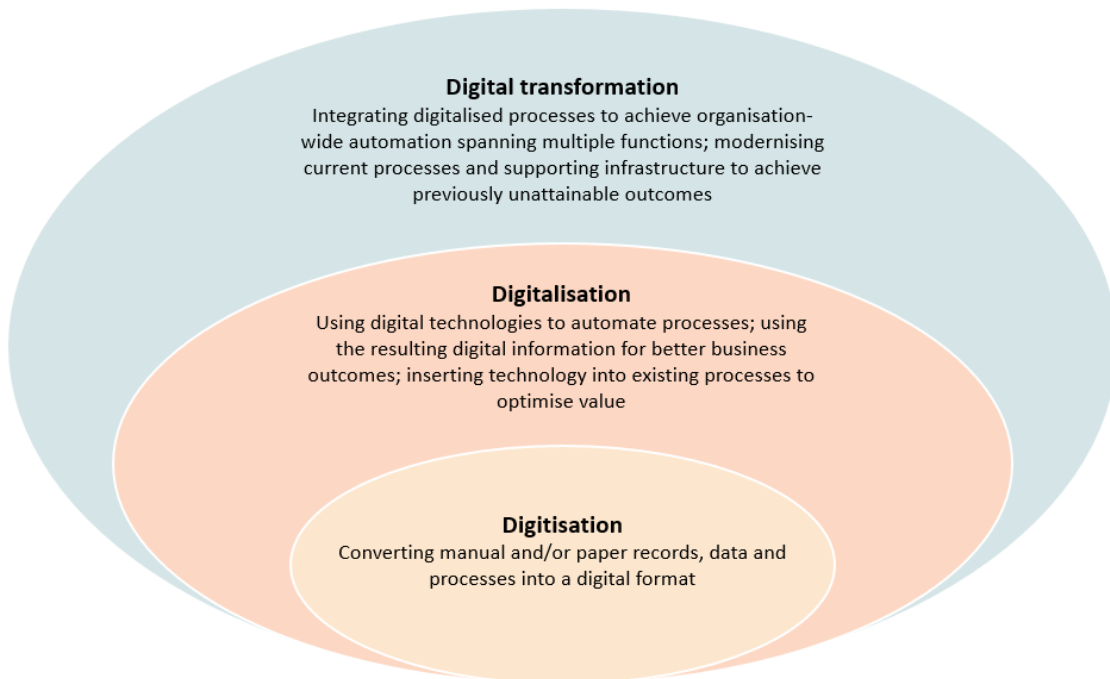 Digital transformation
Integrating digitalised processes to achieve organisation-
wide automation spanning multiple functions; modernising
current processes and supporting infrastructure to achieve
previously unattainable outcomes
Digitalisation
Using digital technologies to automate processes; using
the resulting digital information for better business
outcomes; inserting technology into existing processes to
optimise value
Digitisation
Converting manual and/or paper records, data and
processes into a digital format